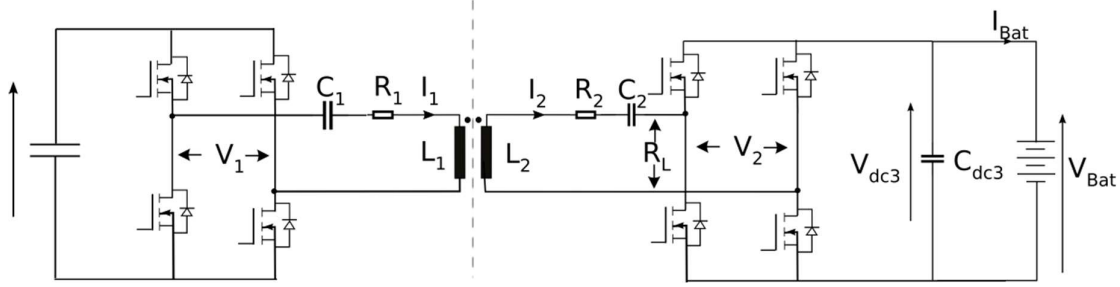 I_Bat
C_1
R_1
I_1
I_2
R_2
C_2
V_1
L_1
L_2
R_L
V_2
V_dc3
C_dc3
V_Bat